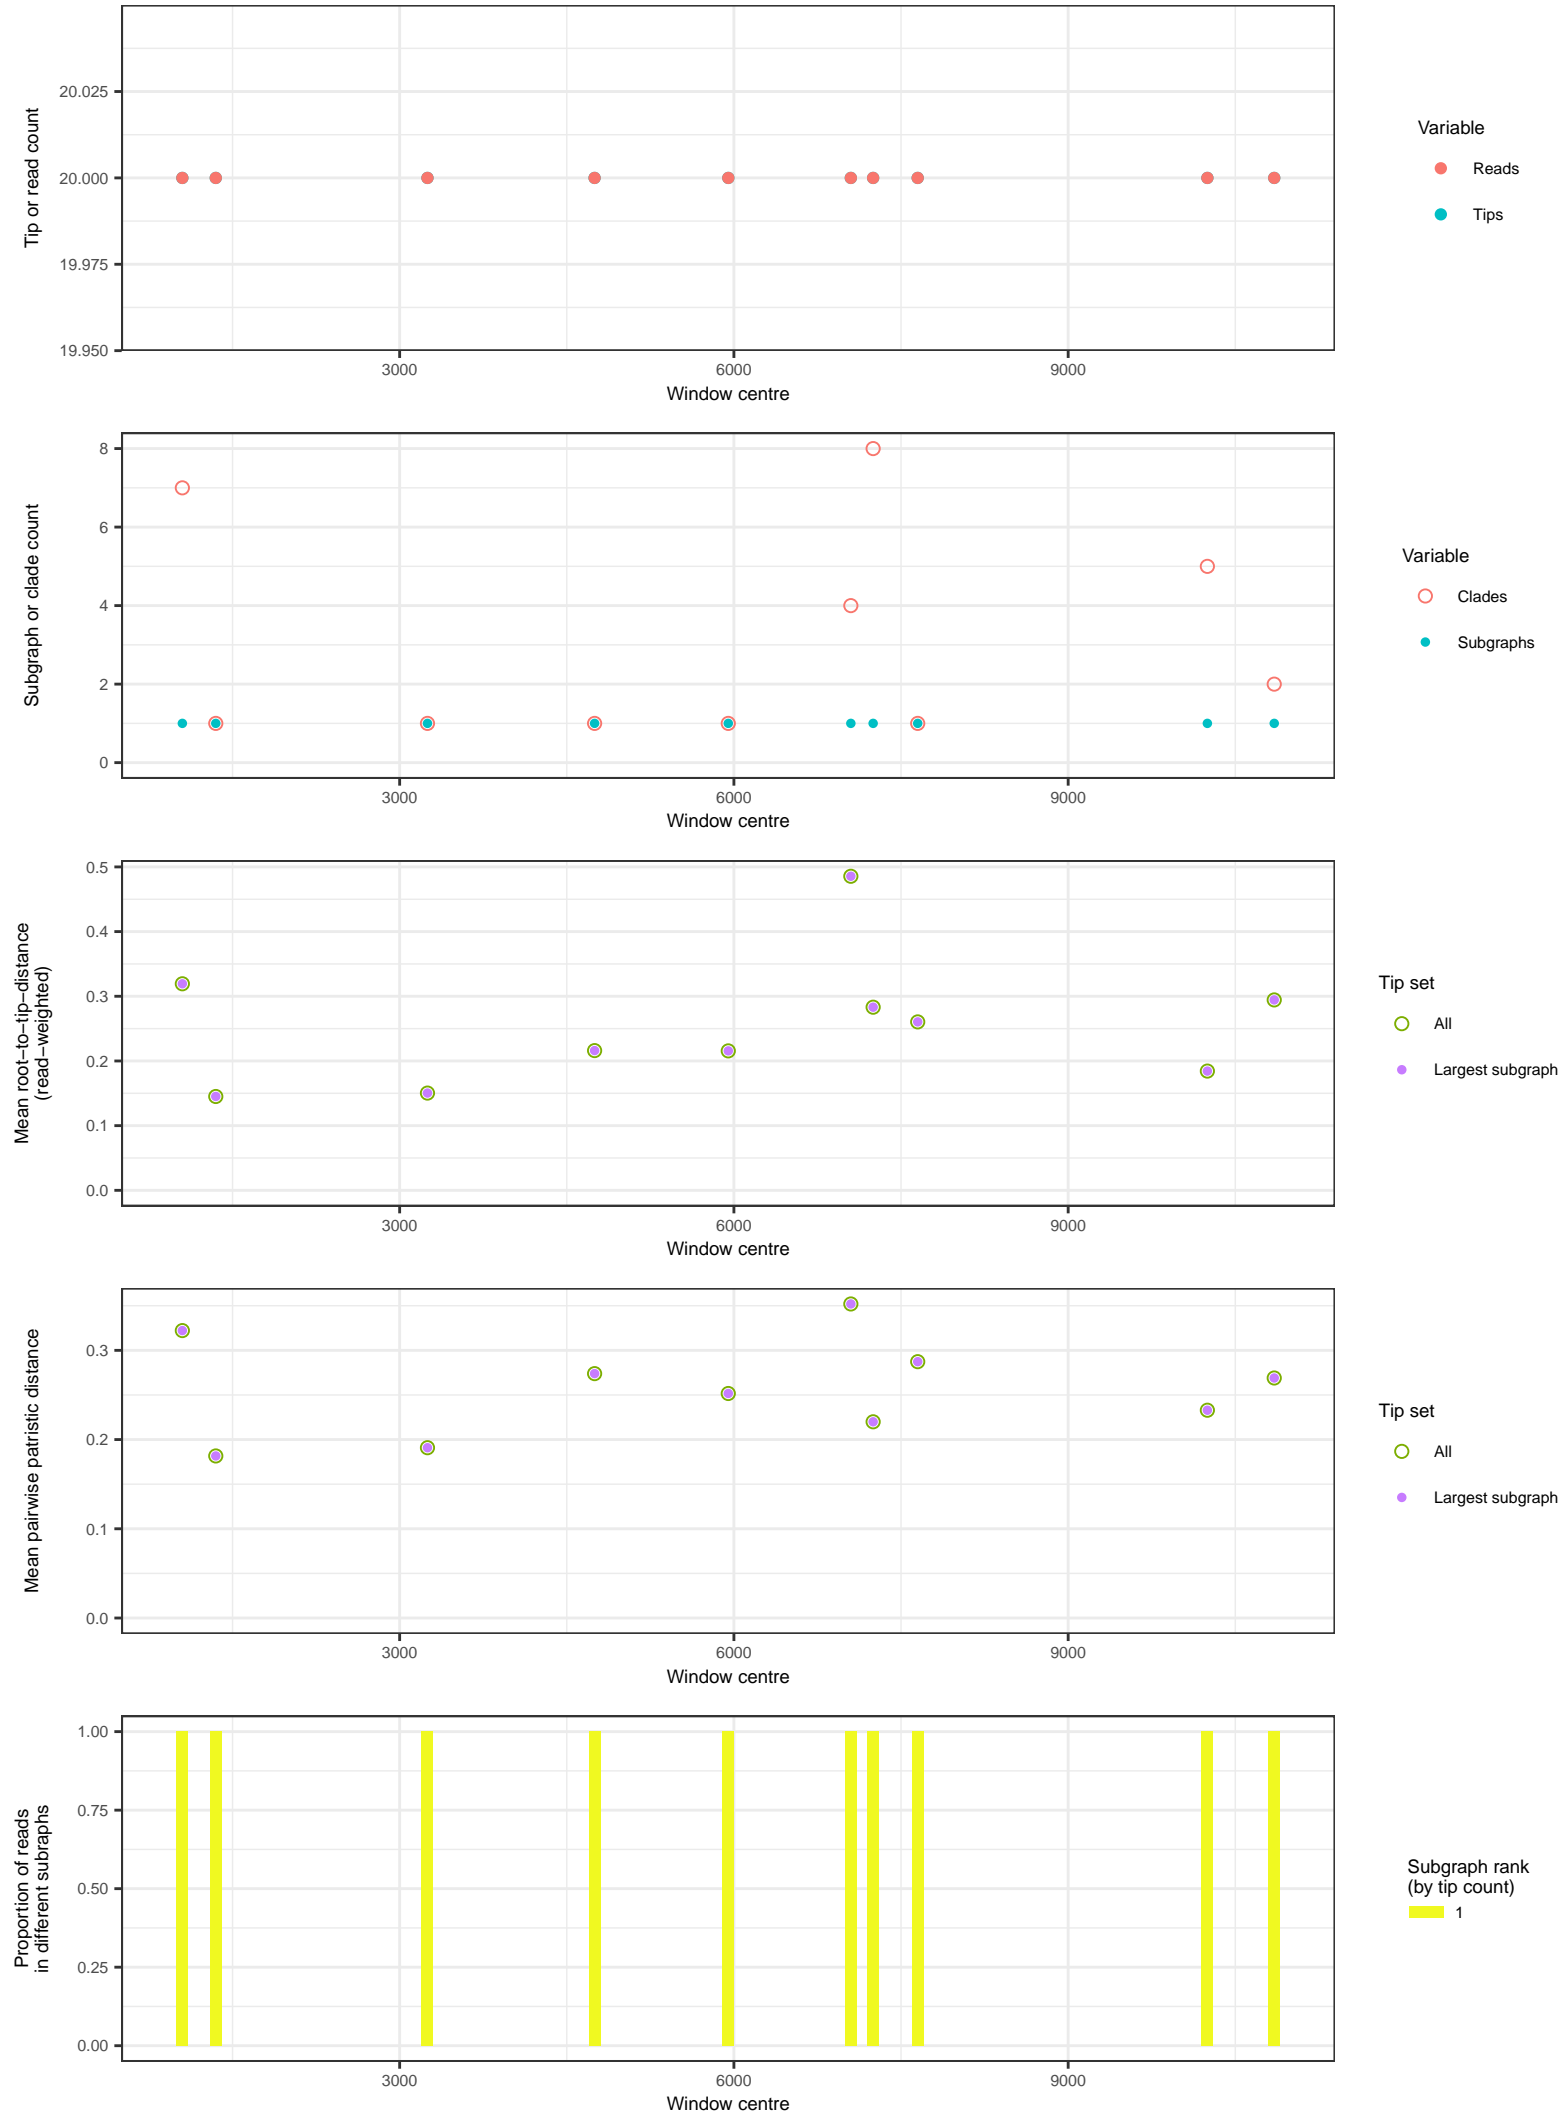 Tip or read count
20.025
20.000
19.975
19.950
3000
6000
9000
Window centre
Variable
Reads
Tips
Subgraph or clade count
8
6
4
2
0
3000
6000
9000
Window centre
Variable
Clades
Subgraphs
Mean root−to−tip−distance
(read−weighted)
0.5
0.4
0.3
0.2
0.1
0.0
3000
6000
9000
Window centre
Tip set
All
Largest subgraph
Mean pairwise patristic distance
0.3
0.2
0.1
0.0
3000
6000
9000
Window centre
Tip set
All
Largest subgraph
Proportion of reads
in different subraphs
1.00
0.75
0.50
0.25
0.00
3000
6000
9000
Window centre
Subgraph rank
(by tip count)
1